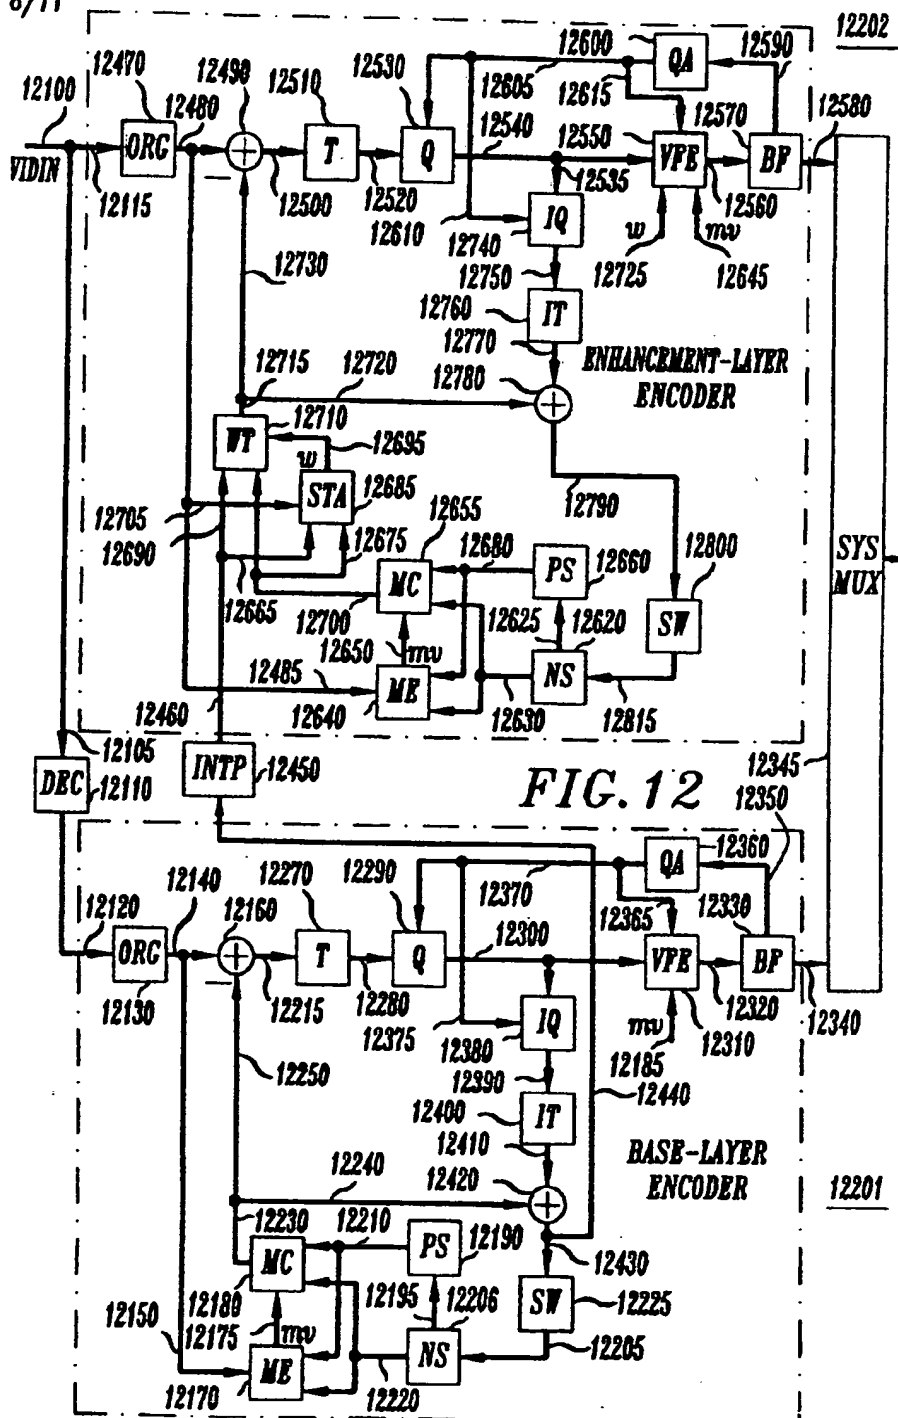 8/11
12202
12470
12490
12510
12530
12600
12590
12100
12480
QA
12605
12615
12570
12580
12540
12550
ORG
T
Q
VFE
BF
VIDIN
12115
12500
12520
12535
12560
12610
IQ
w
mv
12740
12725
12645
12730
12750
12760
IT
12770
12715
12720
12780
ENHANCEMENT-LAYER
ENCODER
12710
WT
12695
w
STA
12685
12655
12790
12705
12690
12675
12680
12800
PS
12660
SYS
MUX
MC
12665
12700
12625
12620
SW
12650
mv
12485
ME
NS
12460
12640
12630
12815
12105
DEC
12110
INTP
12450
FIG. 12
12345
12350
12270
12290
QA
12360
12140
12160
12370
12365
12330
12120
12300
ORG
T
Q
VFE
BF
12130
12215
12280
12375
IQ
12320
12340
12380
mv
12310
12185
12250
12390
12440
12400
IT
12410
BASE-LAYER
ENCODER
12240
12420
12201
12230
12210
PS
12190
MC
12430
12180
12195
12206
SW
12225
12150
12175
mv
ME
NS
12205
12170
12220